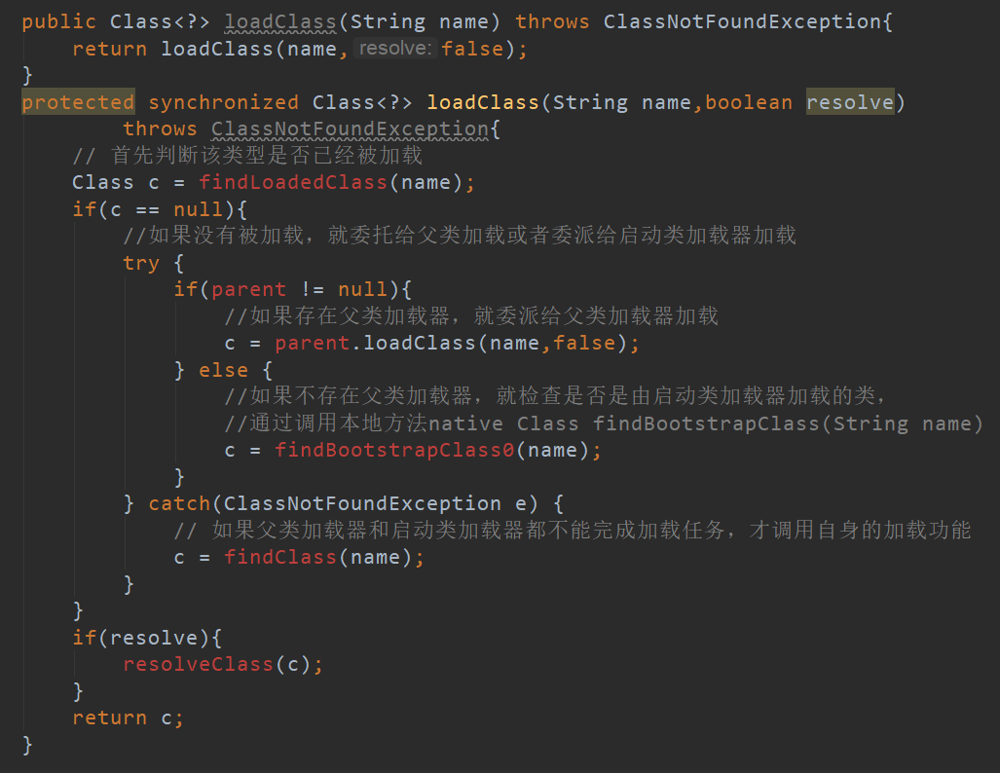 public Class<?> loadClass(String name) throws ClassNotFoundException{
    return loadClass(name, resolve: false);
}
protected synchronized Class<?> loadClass(String name,boolean resolve)
        throws ClassNotFoundException{
    // 首先判断该类型是否已经被加载
    Class c = findLoadedClass(name);
    if(c == null){
        //如果没有被加载，就委托给父类加载或者委派给启动类加载器加载
        try {
            if(parent != null){
                //如果存在父类加载器，就委派给父类加载器加载
                c = parent.loadClass(name,false);
            } else {
                //如果不存在父类加载器，就检查是否是由启动类加载器加载的类，
                //通过调用本地方法native Class findBootstrapClass(String name)
                c = findBootstrapClass0(name);
            }
        } catch(ClassNotFoundException e) {
            // 如果父类加载器和启动类加载器都不能完成加载任务，才调用自身的加载功能
            c = findClass(name);
        }
    }
    if(resolve){
        resolveClass(c);
    }
    return c;
}